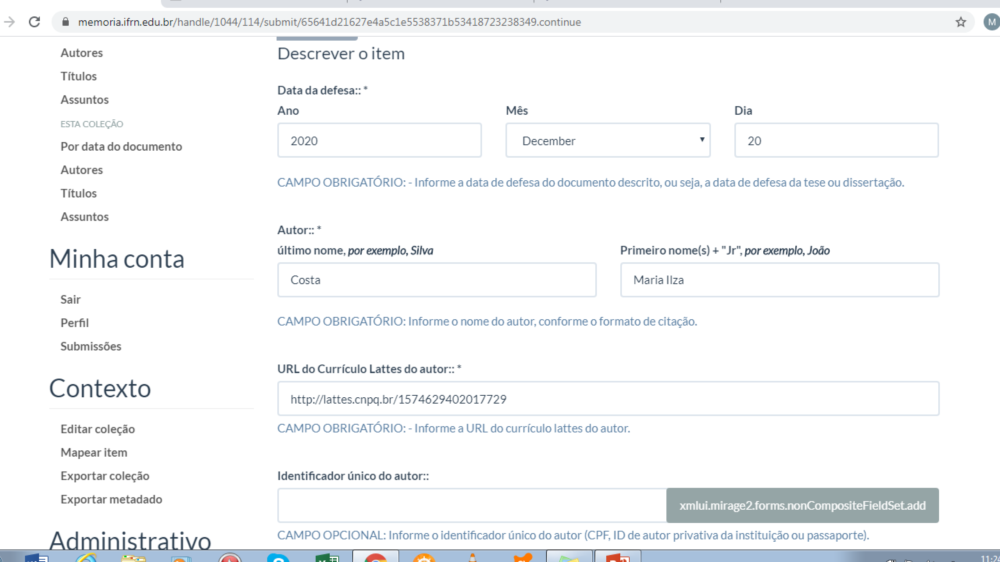 memoria.ifrn.edu.br/handle/1044/114/submit/65641d21627e4a5c1e5538371b53418723238349.continue
M
Autores
Títulos
Assuntos
ESTA COLEÇÃO
Por data do documento
Autores
Títulos
Assuntos
Minha conta
Sair
Perfil
Submissões
Contexto
Editar coleção
Mapear item
Exportar coleção
Exportar metadado
Administrativo
Descrever o item
Data da defesa:: *
Ano Mês Dia
2020 December 20
CAMPO OBRIGATÓRIO: - Informe a data de defesa do documento descrito, ou seja, a data de defesa da tese ou dissertação.
Autor:: *
último nome, por exemplo, Silva Primeiro nome(s) + "Jr", por exemplo, João
Costa Maria Ilza
CAMPO OBRIGATÓRIO: Informe o nome do autor, conforme o formato de citação.
URL do Currículo Lattes do autor:: *
http://lattes.cnpq.br/1574629402017729
CAMPO OBRIGATÓRIO: - Informe a URL do currículo lattes do autor.
Identificador único do autor::
xmlui.mirage2.forms.nonCompositeFieldSet.add
CAMPO OPCIONAL: Informe o identificador único do autor (CPF, ID de autor privativa da instituição ou passaporte).
11:24